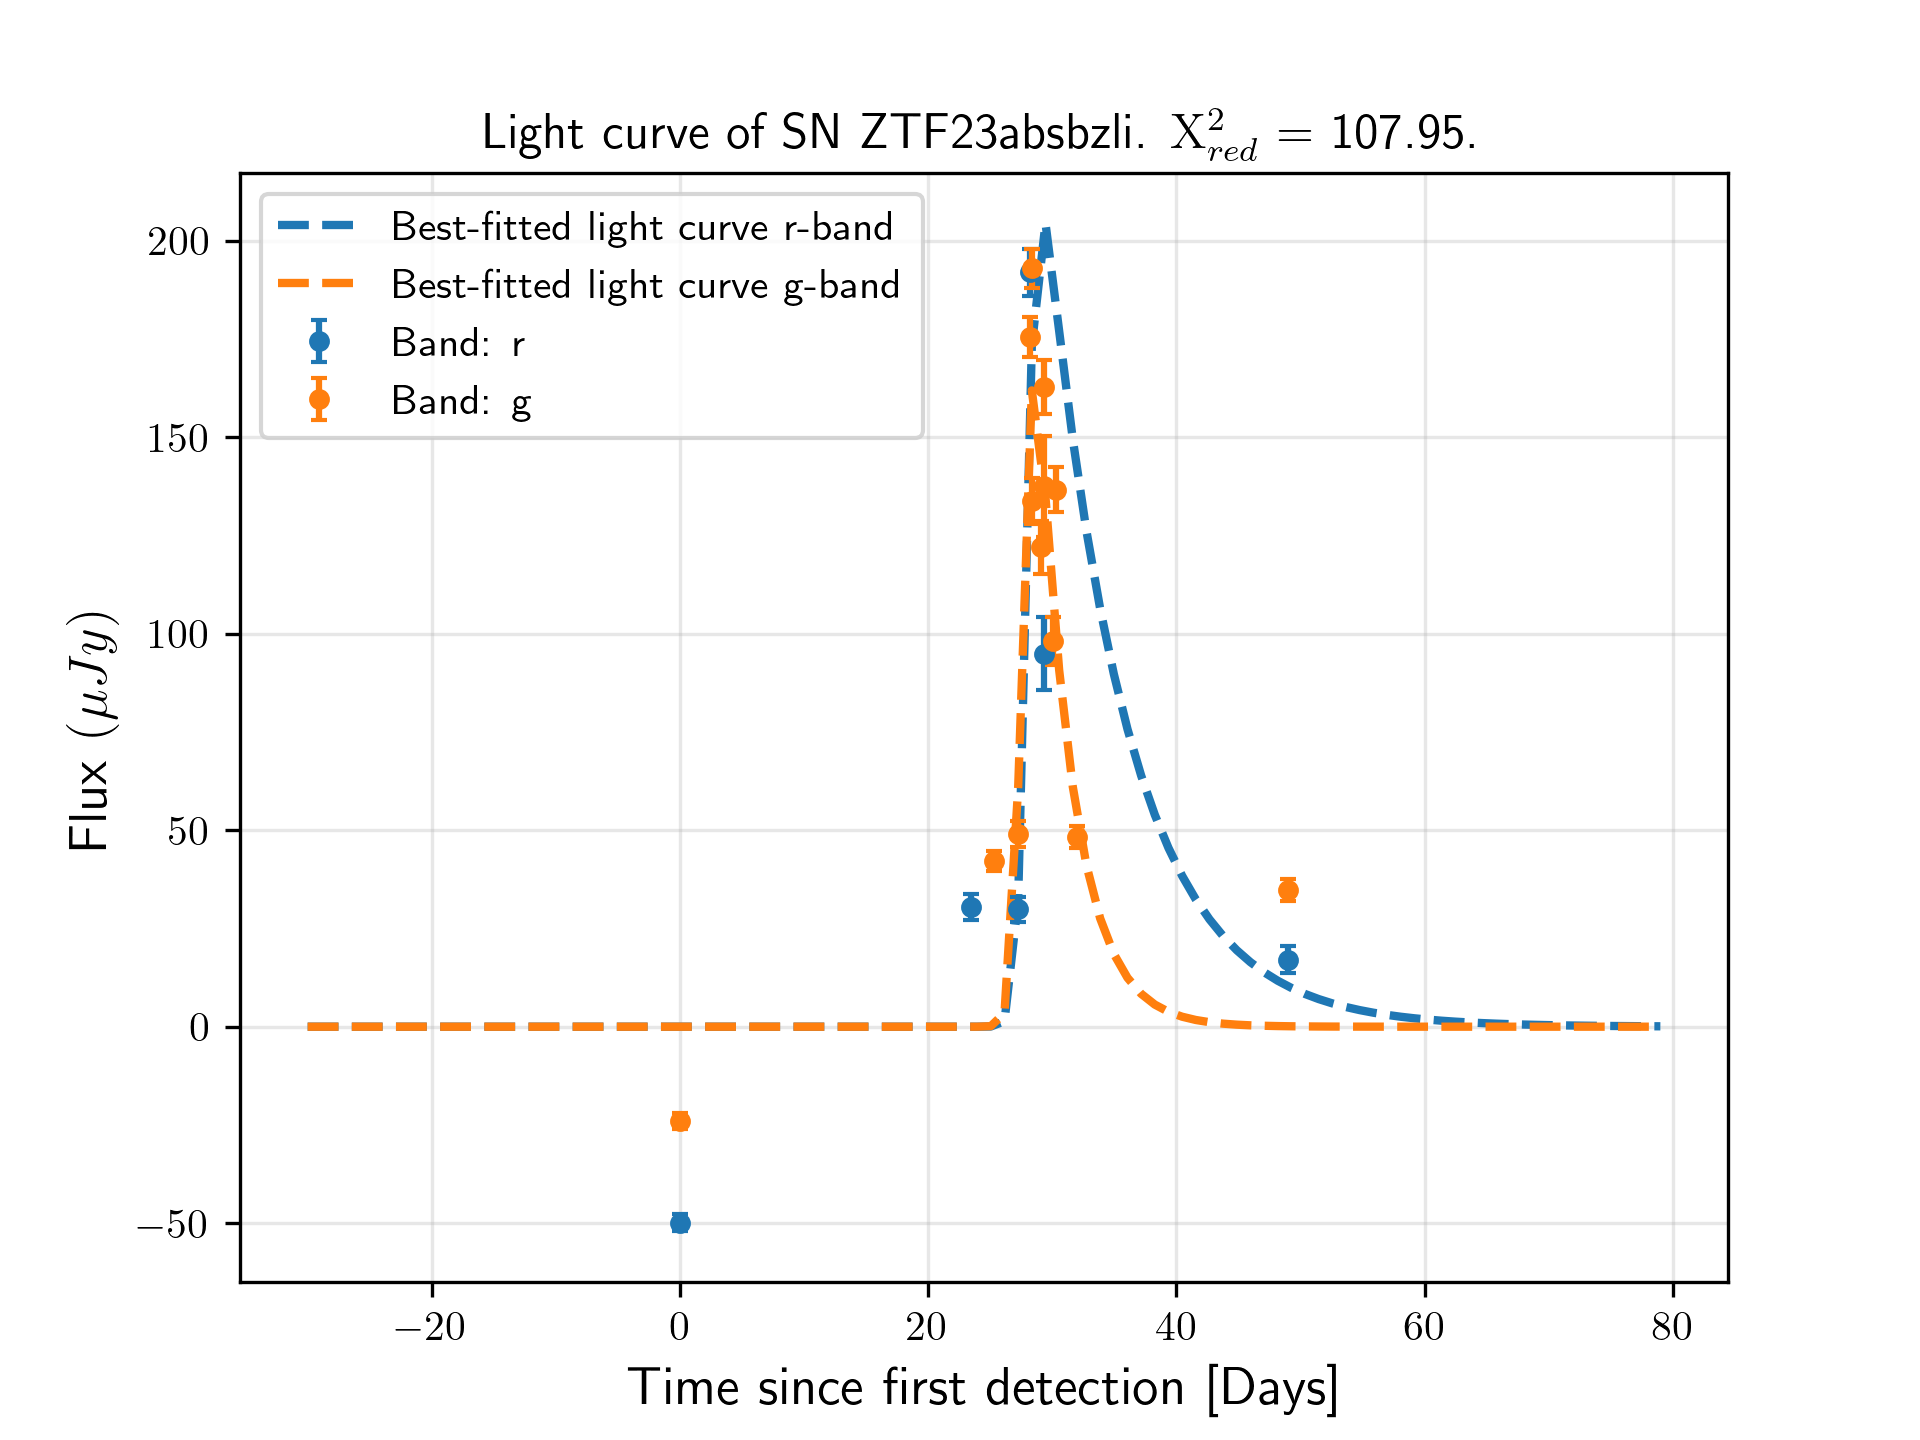 Light curve of SN ZTF23absbzli. X²red = 107.95.
Best-fitted light curve r-band
Best-fitted light curve g-band
Band: r
Band: g
200
150
100
50
0
−50
Flux (μJy)
−20 0 20 40 60 80
Time since first detection [Days]